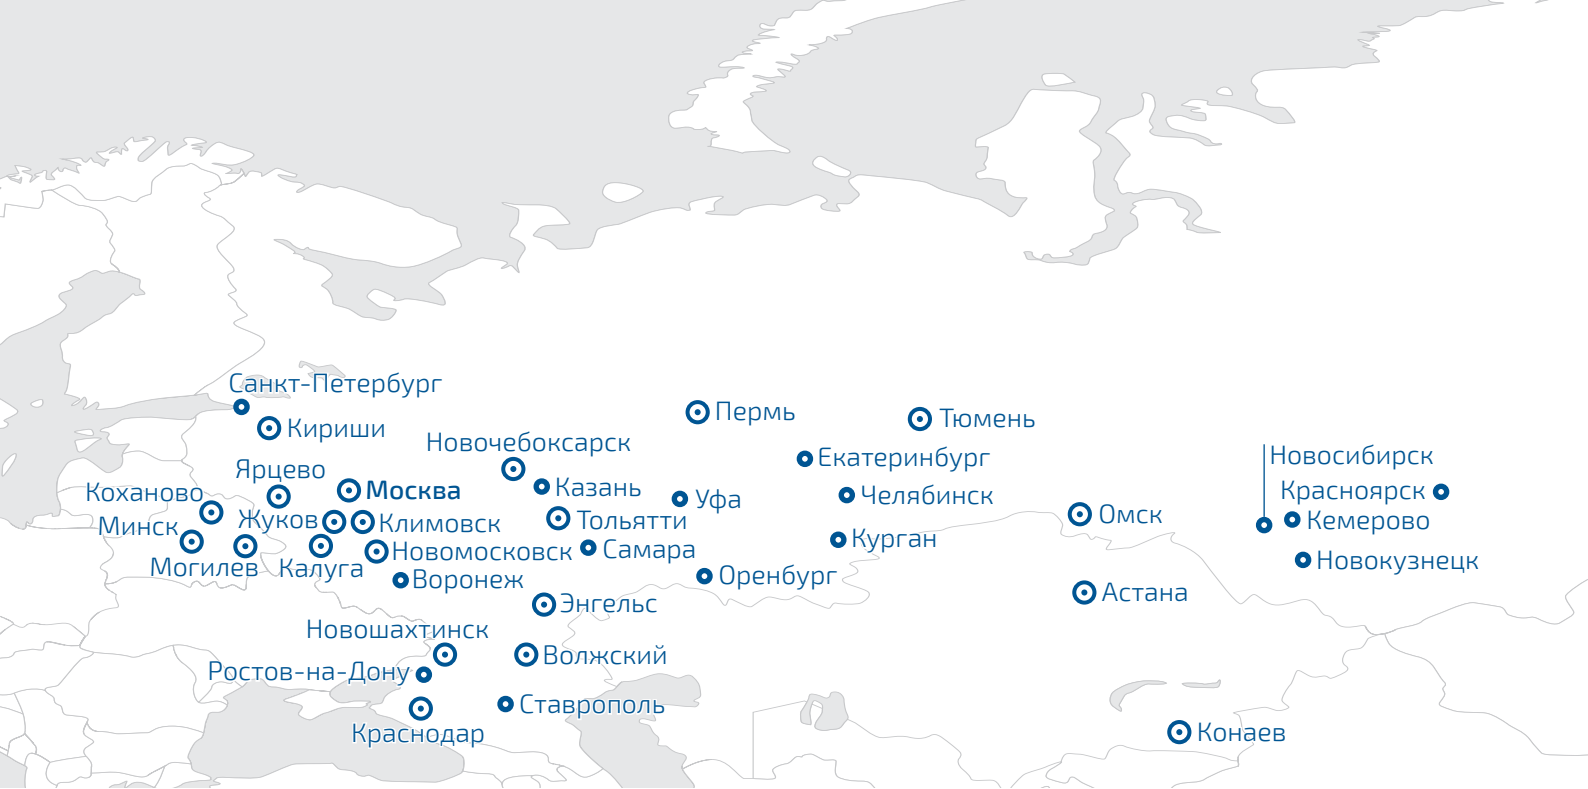 Санкт-Петербург
Кириши
Пермь
Тюмень
Новочебоксарск
Екатеринбург
Новосибирск
Ярцево
Москва
Казань
Уфа
Челябинск
Красноярск
Коханово
Жуков
Климовск
Тольятти
Омск
Кемерово
Минск
Новомосковск
Самара
Курган
Новокузнецк
Могилев
Калуга
Воронеж
Оренбург
Энгельс
Астана
Новошахтинск
Волжский
Ростов-на-Дону
Ставрополь
Краснодар
Конаев